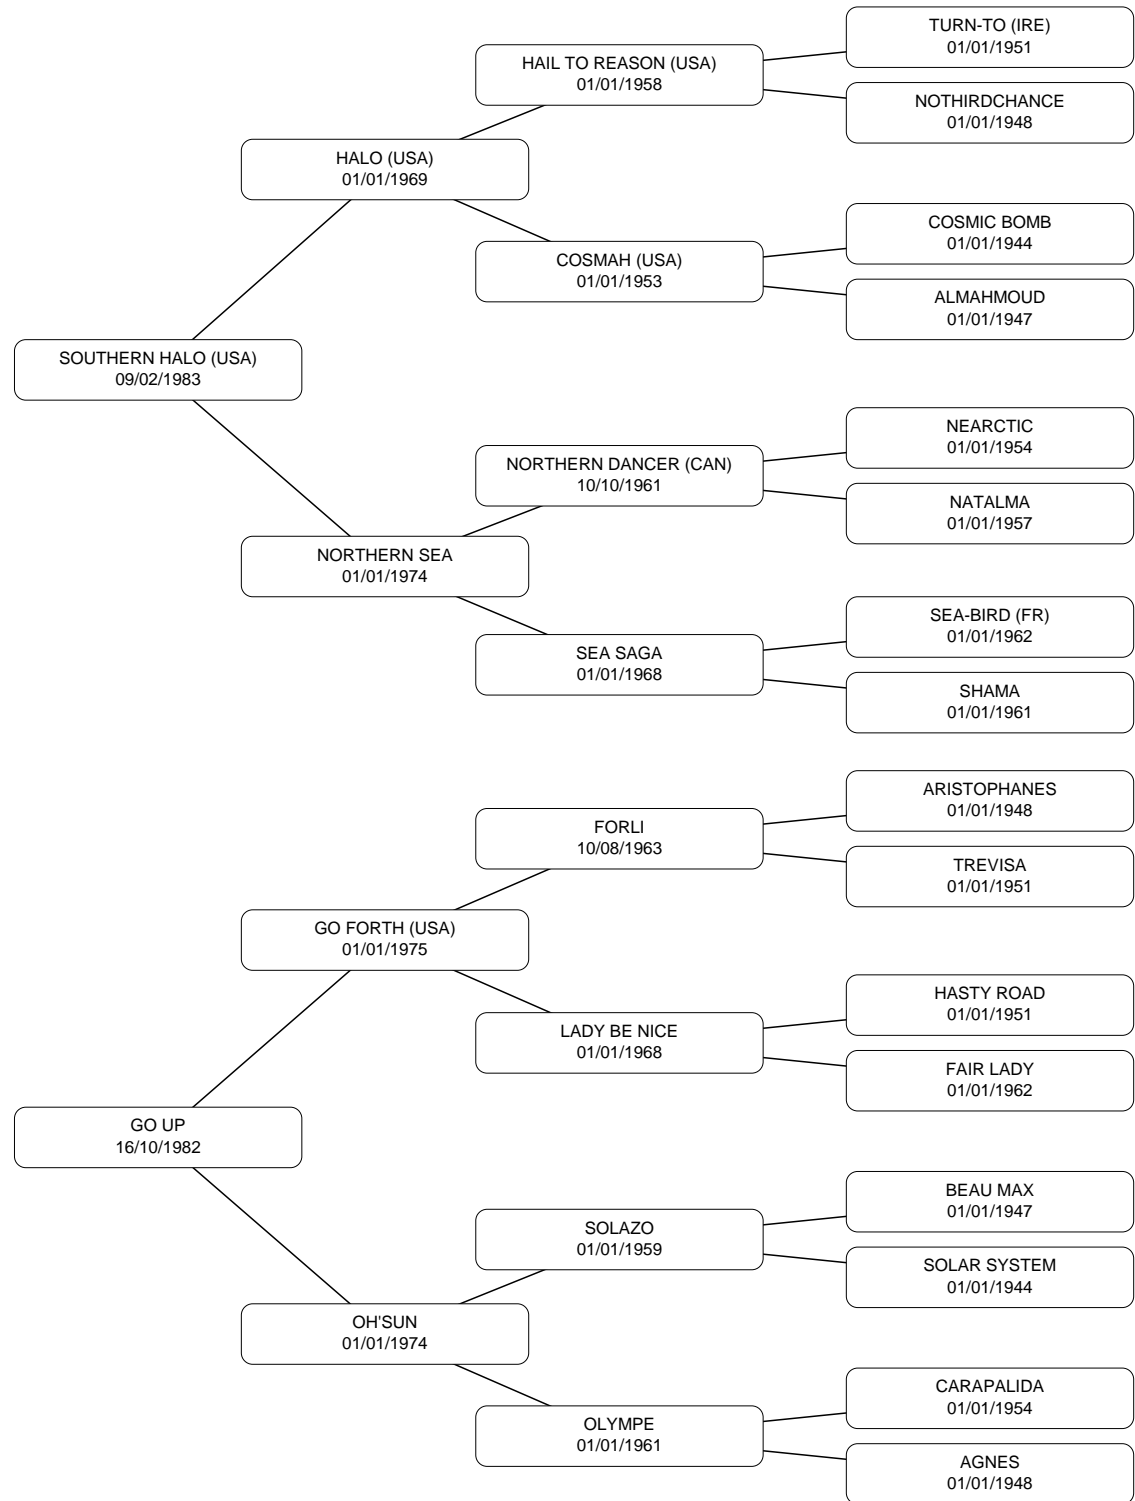 TURN-TO (IRE)
01/01/1951
HAIL TO REASON (USA)
01/01/1958
NOTHIRDCHANCE
01/01/1948
HALO (USA)
01/01/1969
COSMIC BOMB
01/01/1944
COSMAH (USA)
01/01/1953
ALMAHMOUD
01/01/1947
SOUTHERN HALO (USA)
09/02/1983
NEARCTIC
01/01/1954
NORTHERN DANCER (CAN)
10/10/1961
NATALMA
01/01/1957
NORTHERN SEA
01/01/1974
SEA-BIRD (FR)
01/01/1962
SEA SAGA
01/01/1968
SHAMA
01/01/1961
ARISTOPHANES
01/01/1948
FORLI
10/08/1963
TREVISA
01/01/1951
GO FORTH (USA)
01/01/1975
HASTY ROAD
01/01/1951
LADY BE NICE
01/01/1968
FAIR LADY
01/01/1962
GO UP
16/10/1982
BEAU MAX
01/01/1947
SOLAZO
01/01/1959
SOLAR SYSTEM
01/01/1944
OH'SUN
01/01/1974
CARAPALIDA
01/01/1954
OLYMPE
01/01/1961
AGNES
01/01/1948